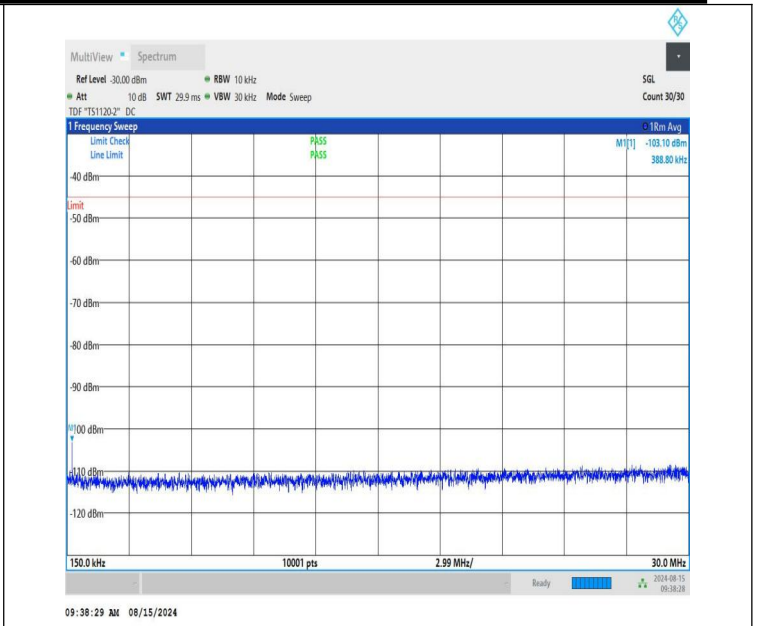 R S
MultiView Spectrum
Ref Level -30.00 dBm RBW 10 kHz SGL
Att 10 dB SWT 29.9 ms VBW 30 kHz Mode Sweep Count 30/30
TDF "TS1120-2" DC
1 Frequency Sweep 1Rm Avg
Limit Check PASS M1[1] -103.10 dBm
Line Limit PASS 388.80 kHz
-40 dBm
Limit
-50 dBm
-60 dBm
-70 dBm
-80 dBm
-90 dBm
M1
-100 dBm
-110 dBm
-120 dBm
150.0 kHz 10001 pts 2.99 MHz/ 30.0 MHz
Ready 2024-08-15
09:38:28
09:38:29 AM 08/15/2024